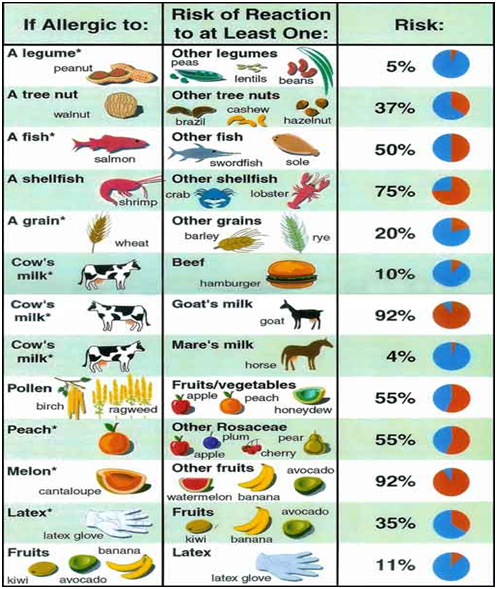 If Allergic to:
Risk of Reaction
to at Least One:
Risk:
A legume*
peanut
Other legumes
peas
lentils
beans
5%
A tree nut
walnut
Other tree nuts
cashew
brazil
hazelnut
37%
A fish*
salmon
Other fish
swordfish
sole
50%
A shellfish
shrimp
Other shellfish
crab
lobster
75%
A grain*
wheat
Other grains
barley
rye
20%
Cow's
milk*
Beef
hamburger
10%
Cow's
milk*
Goat's milk
goat
92%
Cow's
milk*
Mare's milk
horse
4%
Pollen
birch
ragweed
Fruits/vegetables
apple
peach
honeydew
55%
Peach*
Other Rosaceae
plum
pear
apple
cherry
55%
Melon*
cantaloupe
Other fruits
avocado
watermelon
banana
92%
Latex*
latex glove
Fruits
avocado
kiwi
banana
35%
Fruits
banana
kiwi
avocado
Latex
latex glove
11%